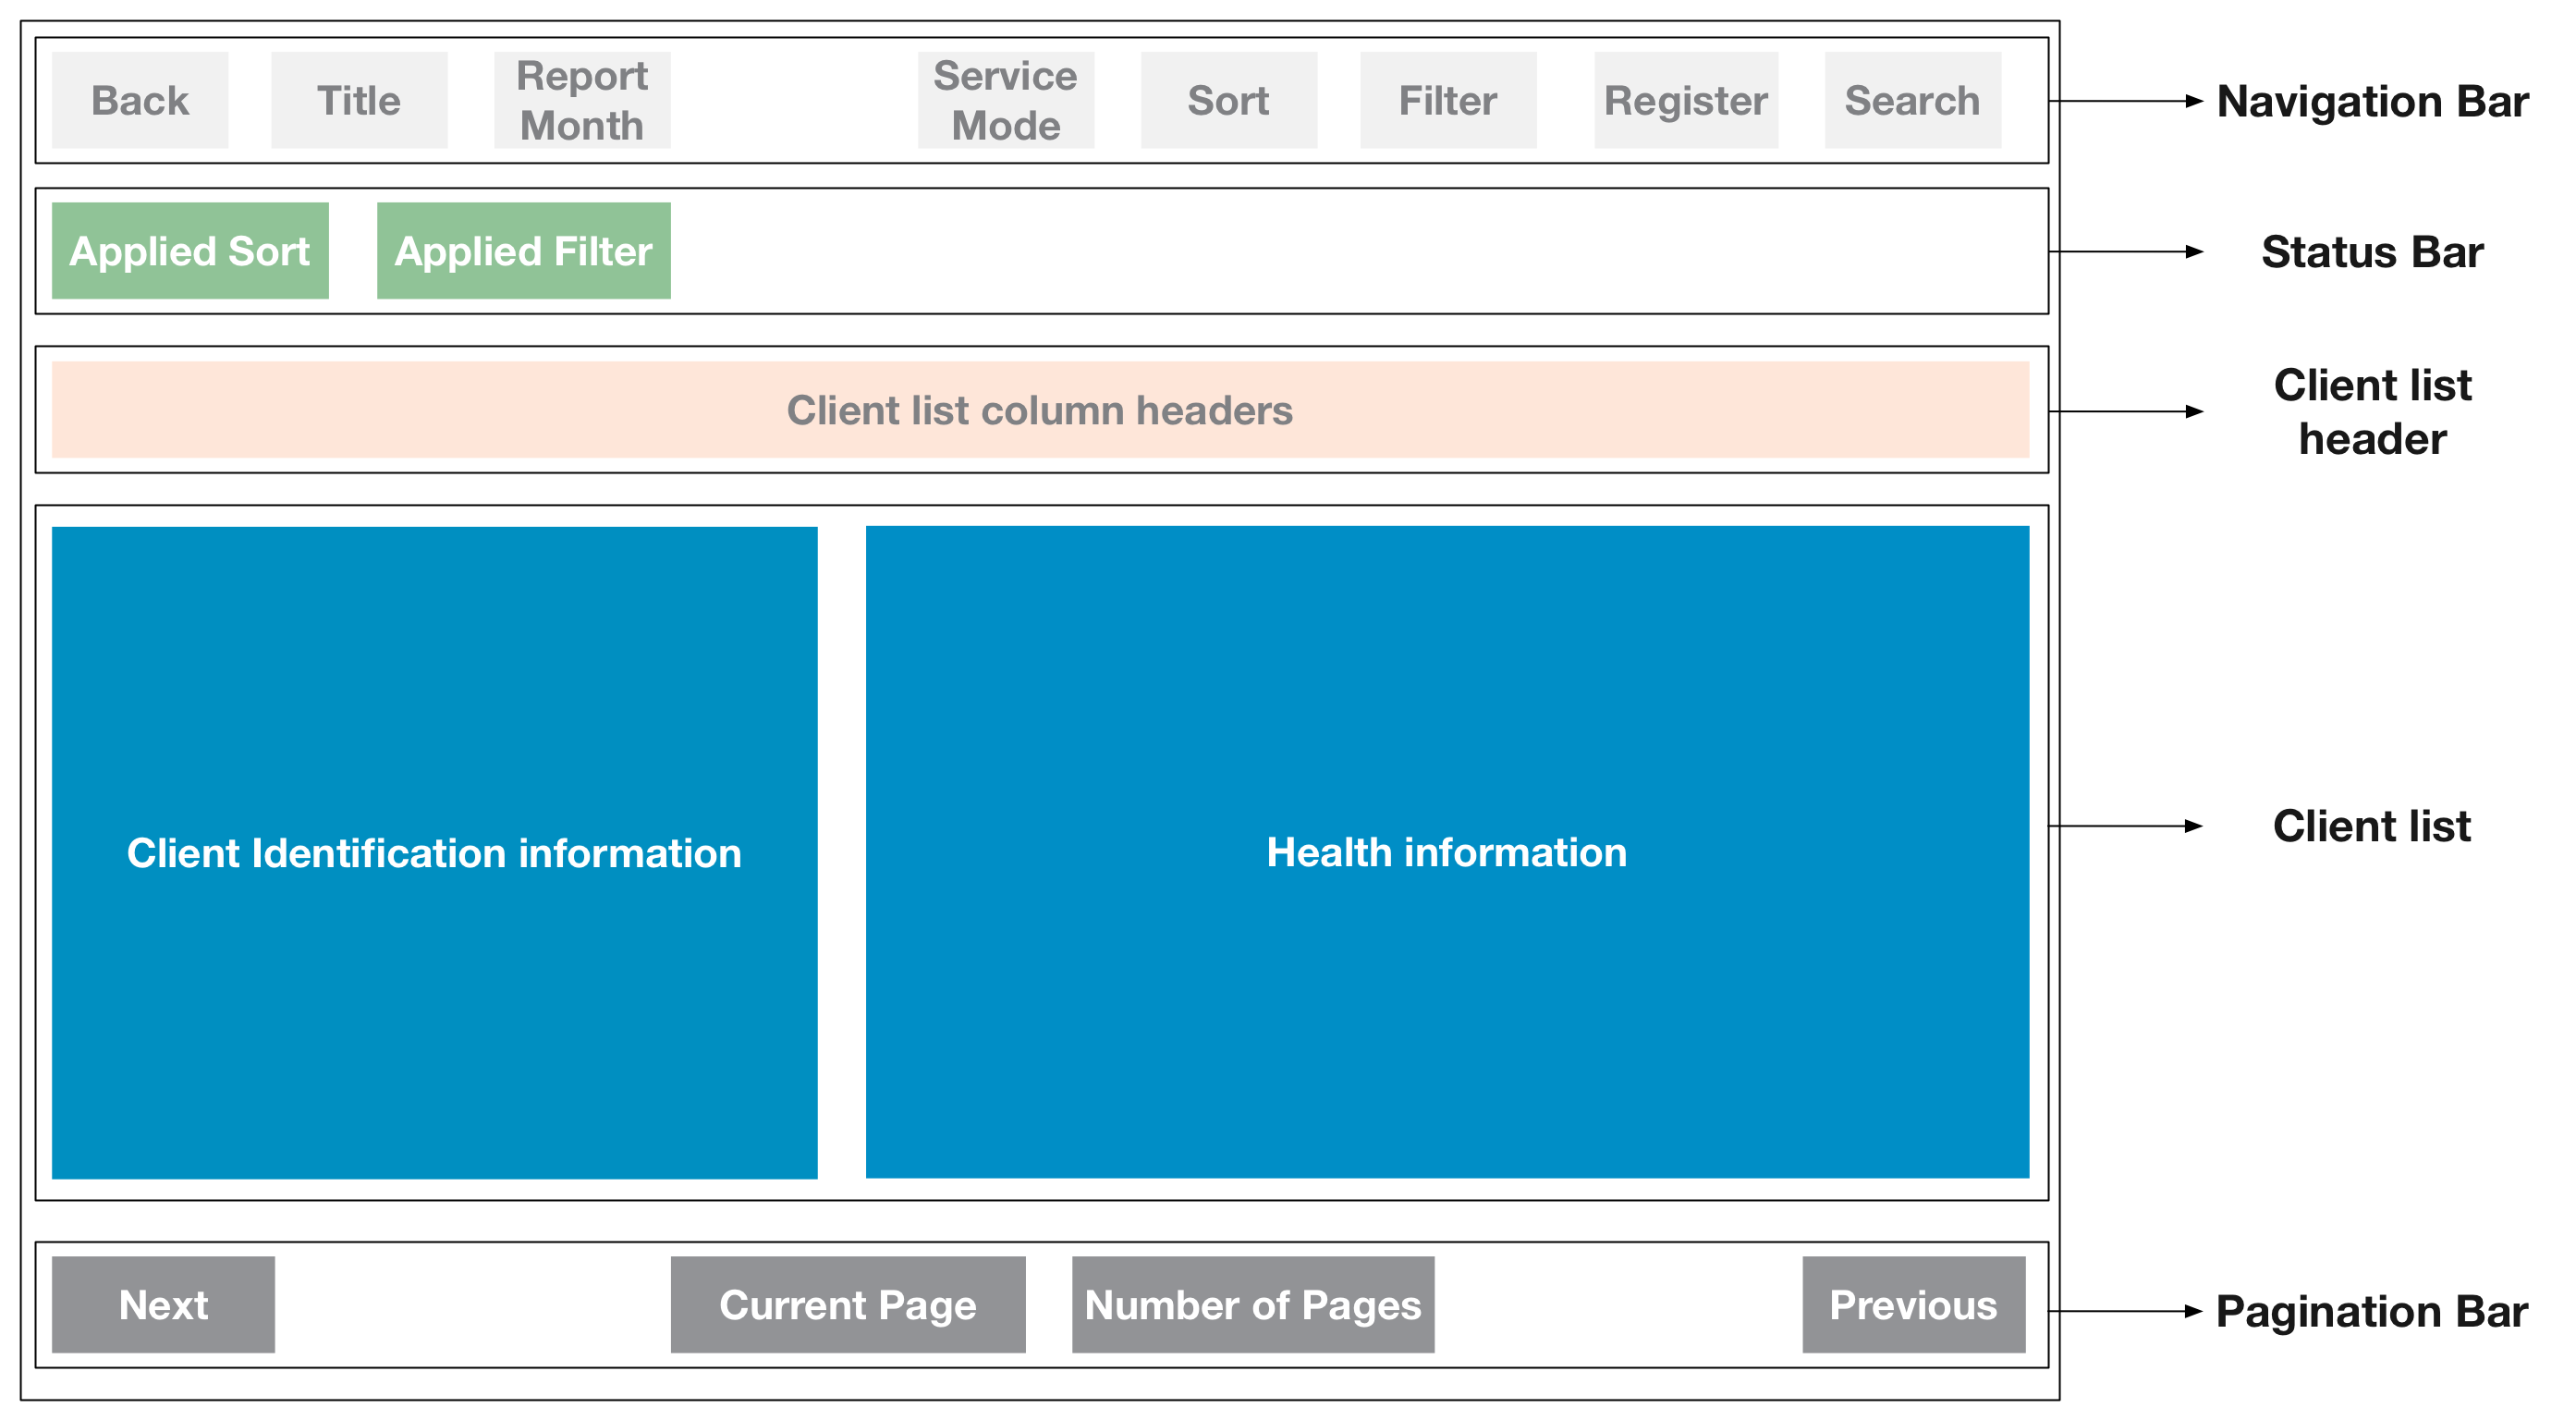 Back
Title
Report
Month
Service
Mode
Sort
Filter
Register
Search
Navigation Bar
Applied Sort
Applied Filter
Status Bar
Client list column headers
Client list
header
Client Identification information
Health information
Client list
Next
Current Page
Number of Pages
Previous
Pagination Bar